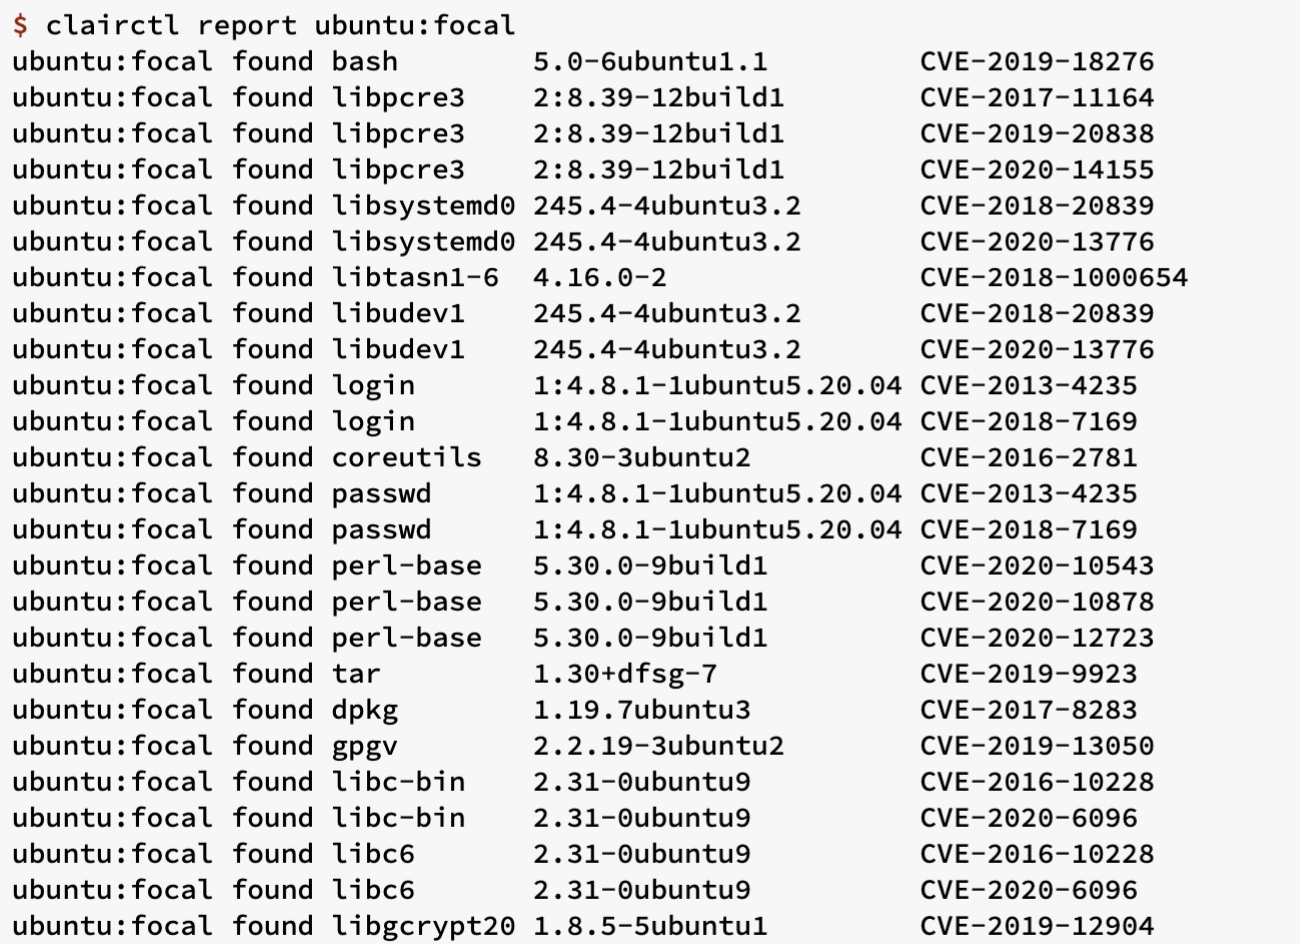 $ clairctl report ubuntu:focal
ubuntu:focal found bash        5.0-6ubuntu1.1         CVE-2019-18276
ubuntu:focal found libpcre3    2:8.39-12build1        CVE-2017-11164
ubuntu:focal found libpcre3    2:8.39-12build1        CVE-2019-20838
ubuntu:focal found libpcre3    2:8.39-12build1        CVE-2020-14155
ubuntu:focal found libsystemd0 245.4-4ubuntu3.2       CVE-2018-20839
ubuntu:focal found libsystemd0 245.4-4ubuntu3.2       CVE-2020-13776
ubuntu:focal found libtasn1-6  4.16.0-2               CVE-2018-1000654
ubuntu:focal found libudev1    245.4-4ubuntu3.2       CVE-2018-20839
ubuntu:focal found libudev1    245.4-4ubuntu3.2       CVE-2020-13776
ubuntu:focal found login       1:4.8.1-1ubuntu5.20.04 CVE-2013-4235
ubuntu:focal found login       1:4.8.1-1ubuntu5.20.04 CVE-2018-7169
ubuntu:focal found coreutils   8.30-3ubuntu2          CVE-2016-2781
ubuntu:focal found passwd      1:4.8.1-1ubuntu5.20.04 CVE-2013-4235
ubuntu:focal found passwd      1:4.8.1-1ubuntu5.20.04 CVE-2018-7169
ubuntu:focal found perl-base   5.30.0-9build1         CVE-2020-10543
ubuntu:focal found perl-base   5.30.0-9build1         CVE-2020-10878
ubuntu:focal found perl-base   5.30.0-9build1         CVE-2020-12723
ubuntu:focal found tar         1.30+dfsg-7            CVE-2019-9923
ubuntu:focal found dpkg        1.19.7ubuntu3          CVE-2017-8283
ubuntu:focal found gpgv        2.2.19-3ubuntu2        CVE-2019-13050
ubuntu:focal found libc-bin    2.31-0ubuntu9          CVE-2016-10228
ubuntu:focal found libc-bin    2.31-0ubuntu9          CVE-2020-6096
ubuntu:focal found libc6       2.31-0ubuntu9          CVE-2016-10228
ubuntu:focal found libc6       2.31-0ubuntu9          CVE-2020-6096
ubuntu:focal found libgcrypt20 1.8.5-5ubuntu1         CVE-2019-12904